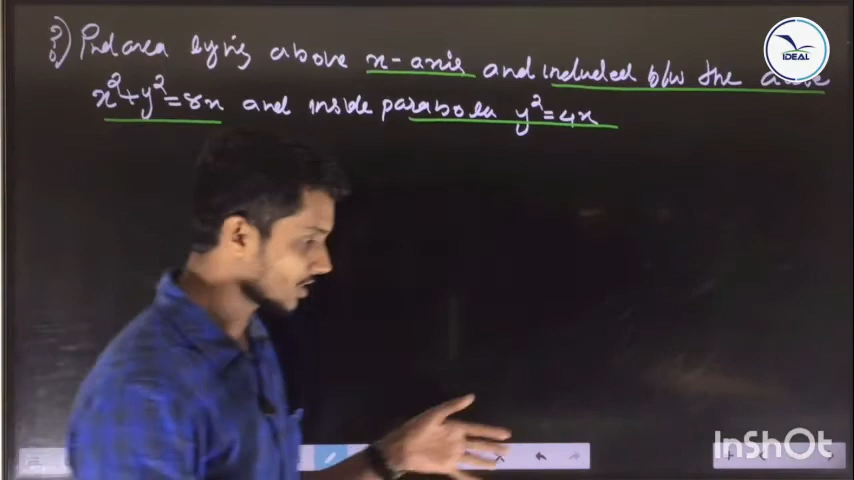 ?) Find area lying above x-axis and included b/w the circle
x²+y²=8x and inside parabola y²=4x
IDEAL
InShOt